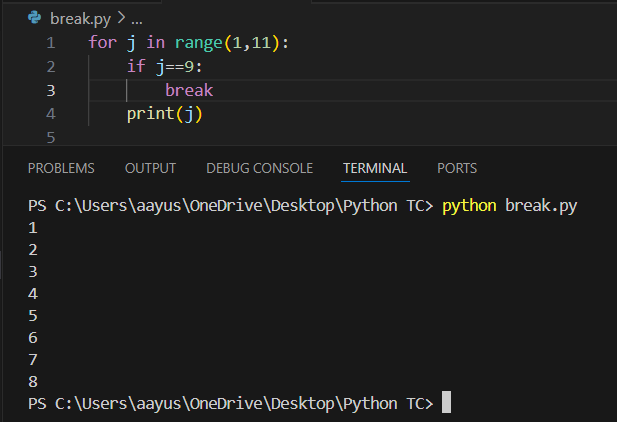 break.py > ...
1 for j in range(1,11):
2     if j==9:
3         break
4     print(j)
5
PROBLEMS OUTPUT DEBUG CONSOLE TERMINAL PORTS
PS C:\Users\aayus\OneDrive\Desktop\Python TC> python break.py
1
2
3
4
5
6
7
8
PS C:\Users\aayus\OneDrive\Desktop\Python TC>